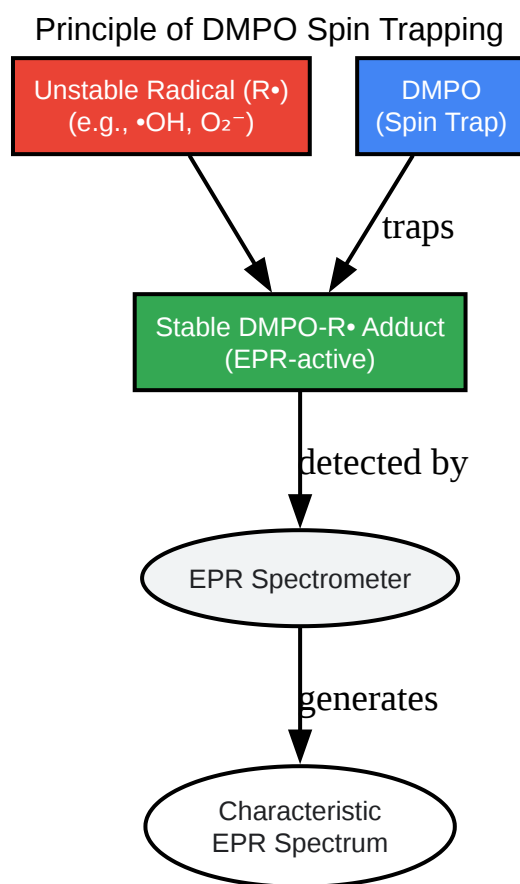 Principle of DMPO Spin Trapping
Unstable Radical (R•)
(e.g., •OH, O₂⁻)
DMPO
(Spin Trap)
traps
Stable DMPO-R• Adduct
(EPR-active)
detected by
EPR Spectrometer
generates
Characteristic
EPR Spectrum